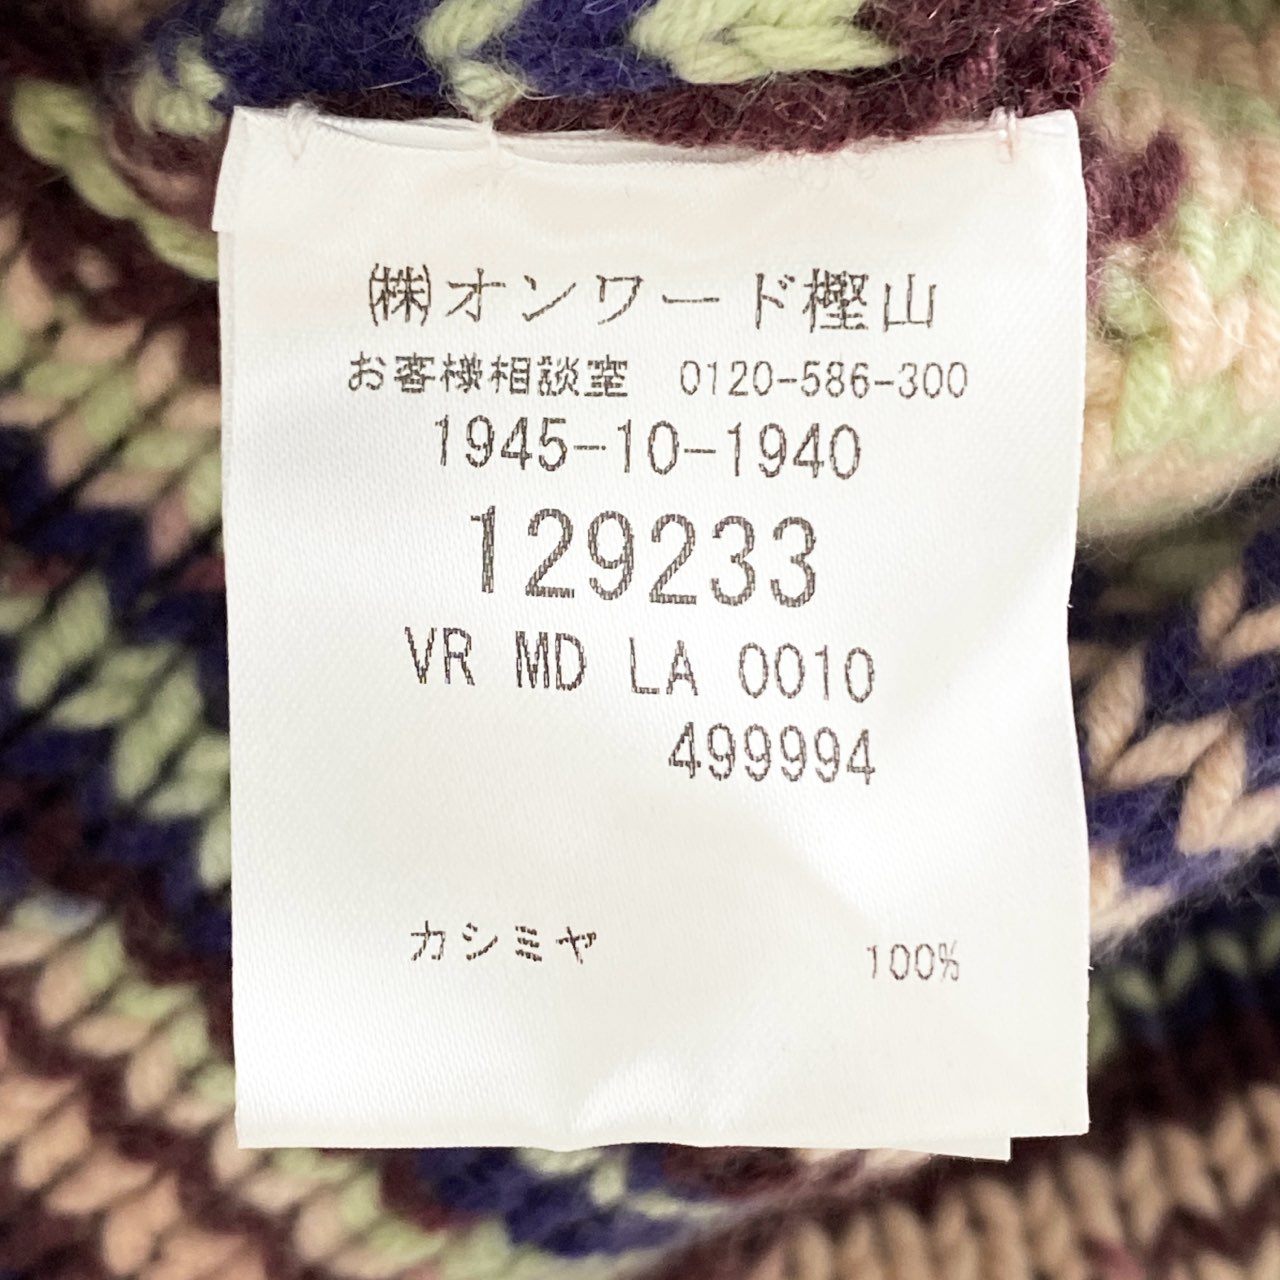 ㈱オンワード樫山
お客様相談室 0120-586-300
1945-10-1940
129233
VR MD LA 0010
499994
カシミヤ 100%